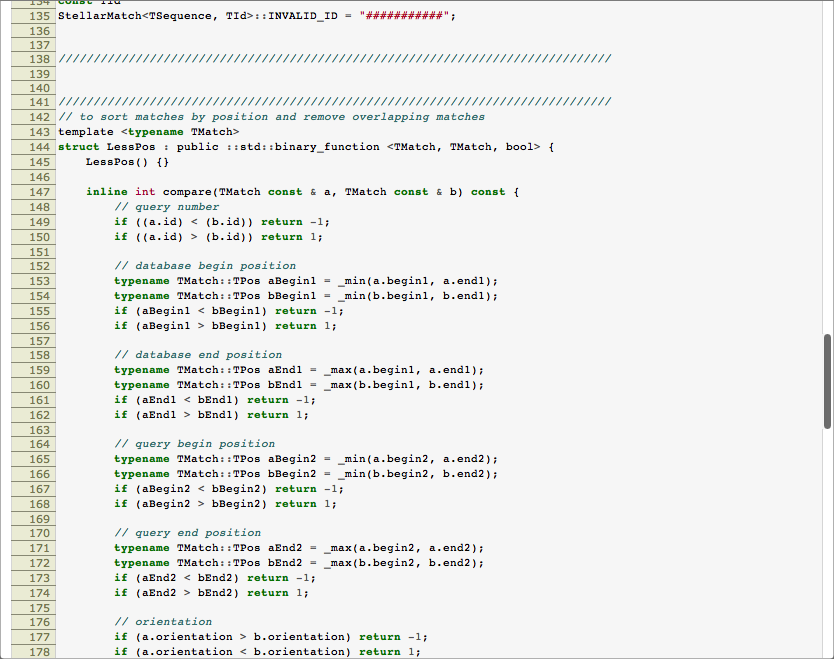 134 const TId
135 StellarMatch<TSequence, TId>::INVALID_ID = "###########";
136
137
138 ///////////////////////////////////////////////////////////////////////////////
139
140
141 ///////////////////////////////////////////////////////////////////////////////
142 // to sort matches by position and remove overlapping matches
143 template <typename TMatch>
144 struct LessPos : public ::std::binary_function <TMatch, TMatch, bool> {
145     LessPos() {}
146
147     inline int compare(TMatch const & a, TMatch const & b) const {
148         // query number
149         if ((a.id) < (b.id)) return -1;
150         if ((a.id) > (b.id)) return 1;
151
152         // database begin position
153         typename TMatch::TPos aBegin1 = _min(a.begin1, a.end1);
154         typename TMatch::TPos bBegin1 = _min(b.begin1, b.end1);
155         if (aBegin1 < bBegin1) return -1;
156         if (aBegin1 > bBegin1) return 1;
157
158         // database end position
159         typename TMatch::TPos aEnd1 = _max(a.begin1, a.end1);
160         typename TMatch::TPos bEnd1 = _max(b.begin1, b.end1);
161         if (aEnd1 < bEnd1) return -1;
162         if (aEnd1 > bEnd1) return 1;
163
164         // query begin position
165         typename TMatch::TPos aBegin2 = _min(a.begin2, a.end2);
166         typename TMatch::TPos bBegin2 = _min(b.begin2, b.end2);
167         if (aBegin2 < bBegin2) return -1;
168         if (aBegin2 > bBegin2) return 1;
169
170         // query end position
171         typename TMatch::TPos aEnd2 = _max(a.begin2, a.end2);
172         typename TMatch::TPos bEnd2 = _max(b.begin2, b.end2);
173         if (aEnd2 < bEnd2) return -1;
174         if (aEnd2 > bEnd2) return 1;
175
176         // orientation
177         if (a.orientation > b.orientation) return -1;
178         if (a.orientation < b.orientation) return 1;